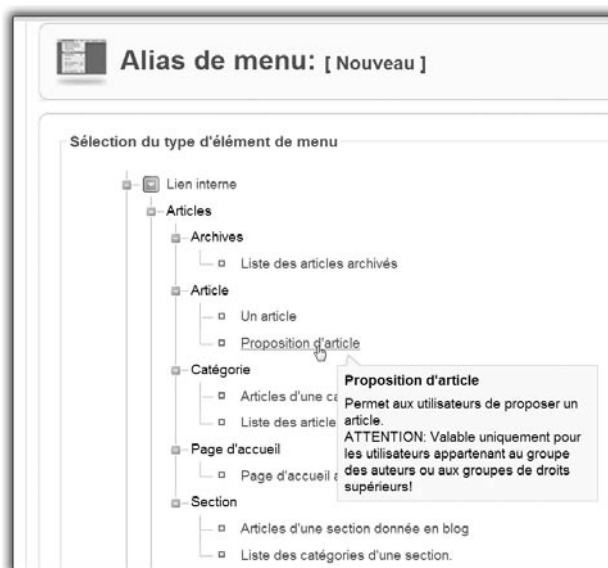 Alias de menu: [ Nouveau ]
Sélection du type d'élément de menu
Lien interne
Articles
Archives
Liste des articles archivés
Article
Un article
Proposition d'article
Catégorie
Articles d'une
Liste des
Page d'accueil
Page d'accueil
Section
Articles d'une section donnée en blog
Liste des catégories d'une section.
Proposition d'article
Permet aux utilisateurs de proposer un
article.
ATTENTION: Valable uniquement pour
les utilisateurs appartenant au groupe
des auteurs ou aux groupes de droits
supérieurs!